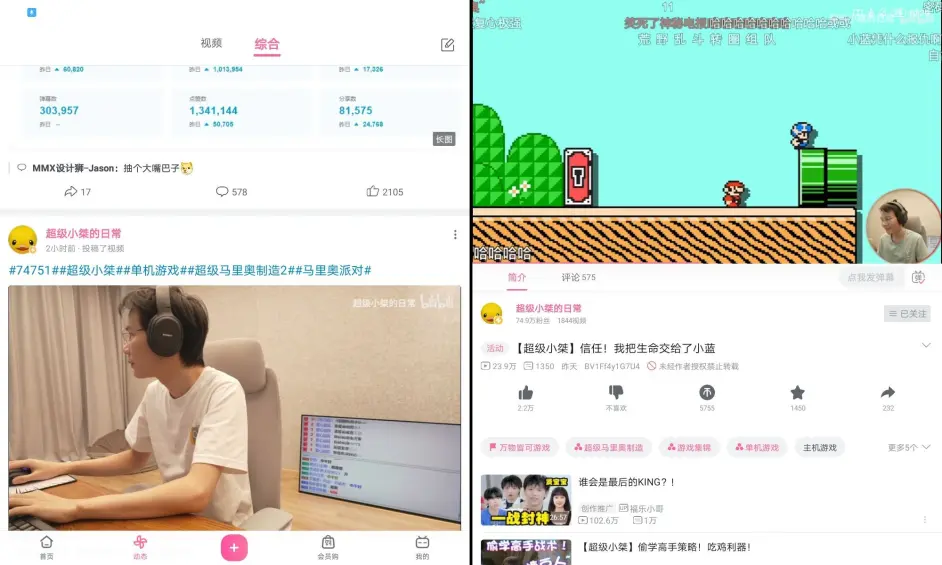 视频
综合
昨日 60,820
昨日 1,013,954
昨日 17,326
弹幕数
点赞数
分享数
303,957
1,341,144
81,575
昨日 --
昨日 50,705
昨日 24,768
长图
MMX设计狮-Jason：抽个大嘴巴子
17
578
2105
超级小桀的日常
2小时前 · 投稿了视频
#74751##超级小桀##单机游戏##超级马里奥制造2##马里奥派对#
超级小桀的日常 bilibili
首页
动态
会员购
我的
11
笑死了神秘电报哈哈哈哈哈哈哈哈哈或或
荒野乱斗转圈组队
哈哈哈哈
简介
评论 575
点我发弹幕
弹
超级小桀的日常
74.9万粉丝 1844视频
已关注
活动
【超级小桀】信任！我把生命交给了小蓝
23.9万 1350 昨天 BV1Ff4y1G7U4 未经作者授权禁止转载
2.2万
不喜欢
5755
1450
232
万物皆可游戏
超级马里奥制造
游戏集锦
单机游戏
主机游戏
更多5个
谁会是最后的KING？！
一战封神
26:57
创作推广 福乐小哥
102.6万 1万
偷学高手战术！
【超级小桀】偷学高手策略！吃鸡利器！